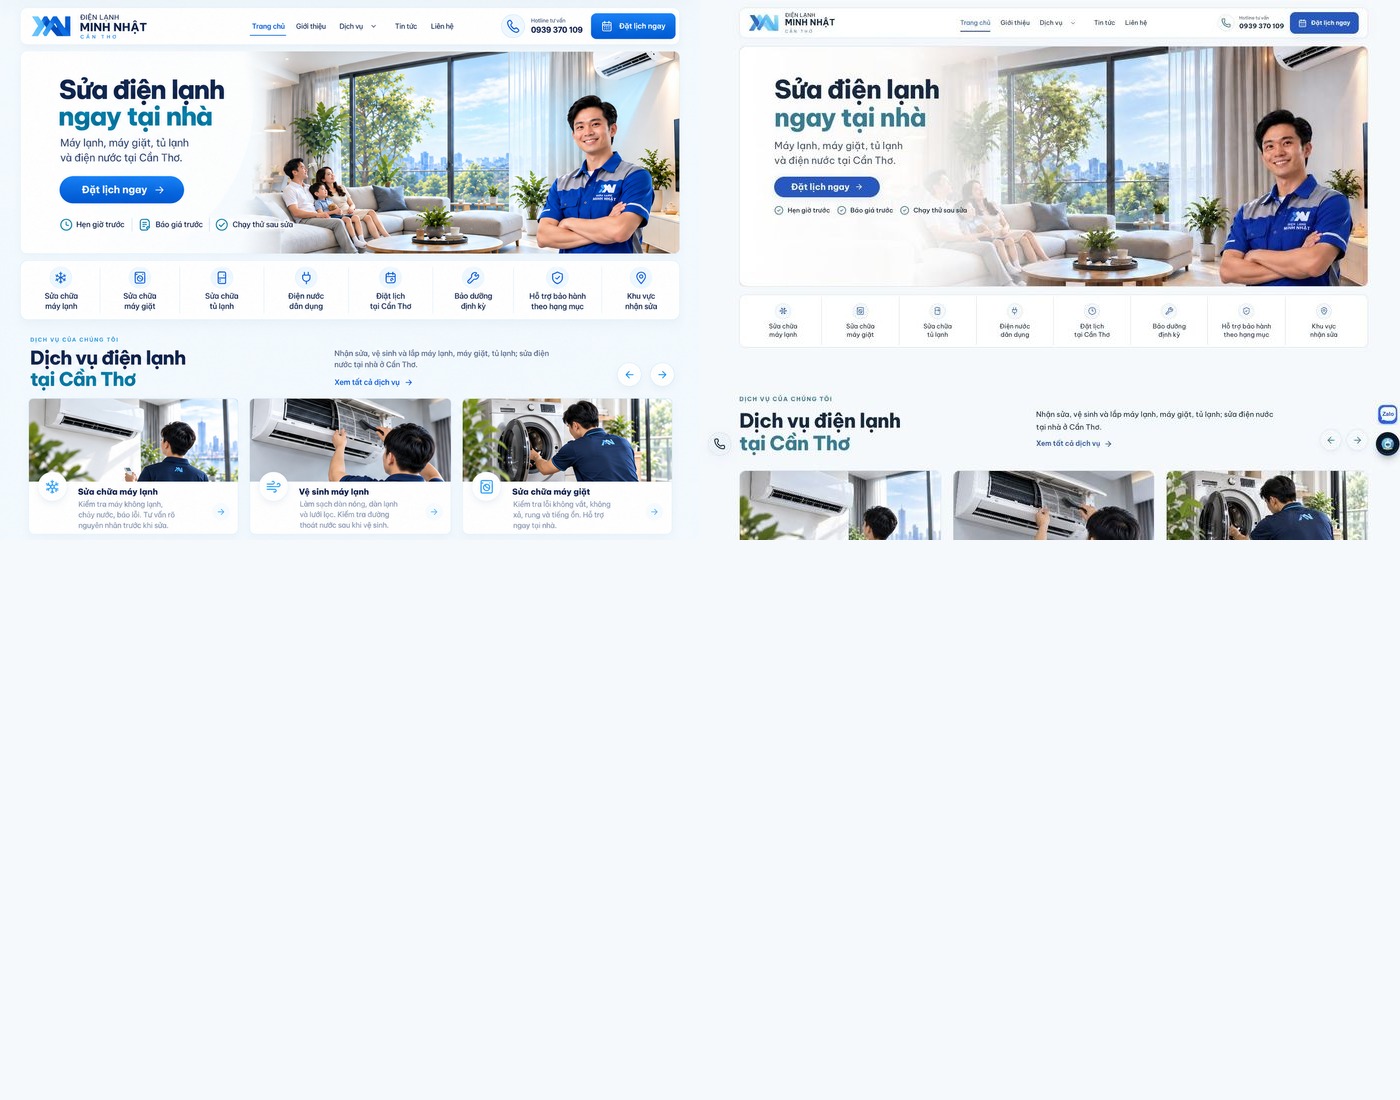 ĐIỆN LẠNH
MINH NHẬT
CẦN THƠ
Trang chủ
Giới thiệu
Dịch vụ
Tin tức
Liên hệ
Hotline tư vấn
0939 370 109
Đặt lịch ngay
Sửa điện lạnh
ngay tại nhà
Máy lạnh, máy giặt, tủ lạnh
và điện nước tại Cần Thơ.
Đặt lịch ngay
Hẹn giờ trước
Báo giá trước
Chạy thử sau sửa
ĐIỆN LẠNH
MINH NHẬT
Sửa chữa
máy lạnh
Sửa chữa
máy giặt
Sửa chữa
tủ lạnh
Điện nước
dân dụng
Đặt lịch
tại Cần Thơ
Bảo dưỡng
định kỳ
Hỗ trợ bảo hành
theo hạng mục
Khu vực
nhận sửa
DỊCH VỤ CỦA CHÚNG TÔI
Dịch vụ điện lạnh
tại Cần Thơ
Nhận sửa, vệ sinh và lắp máy lạnh, máy giặt, tủ lạnh; sửa điện
nước tại nhà ở Cần Thơ.
Xem tất cả dịch vụ
Sửa chữa máy lạnh
Kiểm tra máy không lạnh,
chảy nước, báo lỗi. Tư vấn rõ
nguyên nhân trước khi sửa.
Vệ sinh máy lạnh
Làm sạch dàn nóng, dàn lạnh
và lưới lọc. Kiểm tra đường
thoát nước sau khi vệ sinh.
Sửa chữa máy giặt
Kiểm tra lỗi không vắt, không
xả, rung và tiếng ồn. Hỗ trợ
ngay tại nhà.
ĐIỆN LẠNH
MINH NHẬT
CẦN THƠ
Trang chủ
Giới thiệu
Dịch vụ
Tin tức
Liên hệ
Hotline tư vấn
0939 370 109
Đặt lịch ngay
Sửa điện lạnh
ngay tại nhà
Máy lạnh, máy giặt, tủ lạnh
và điện nước tại Cần Thơ.
Đặt lịch ngay
Hẹn giờ trước
Báo giá trước
Chạy thử sau sửa
ĐIỆN LẠNH
MINH NHẬT
Sửa chữa
máy lạnh
Sửa chữa
máy giặt
Sửa chữa
tủ lạnh
Điện nước
dân dụng
Đặt lịch
tại Cần Thơ
Bảo dưỡng
định kỳ
Hỗ trợ bảo hành
theo hạng mục
Khu vực
nhận sửa
DỊCH VỤ CỦA CHÚNG TÔI
Dịch vụ điện lạnh
tại Cần Thơ
Nhận sửa, vệ sinh và lắp máy lạnh, máy giặt, tủ lạnh; sửa điện nước
tại nhà ở Cần Thơ.
Xem tất cả dịch vụ
Zalo